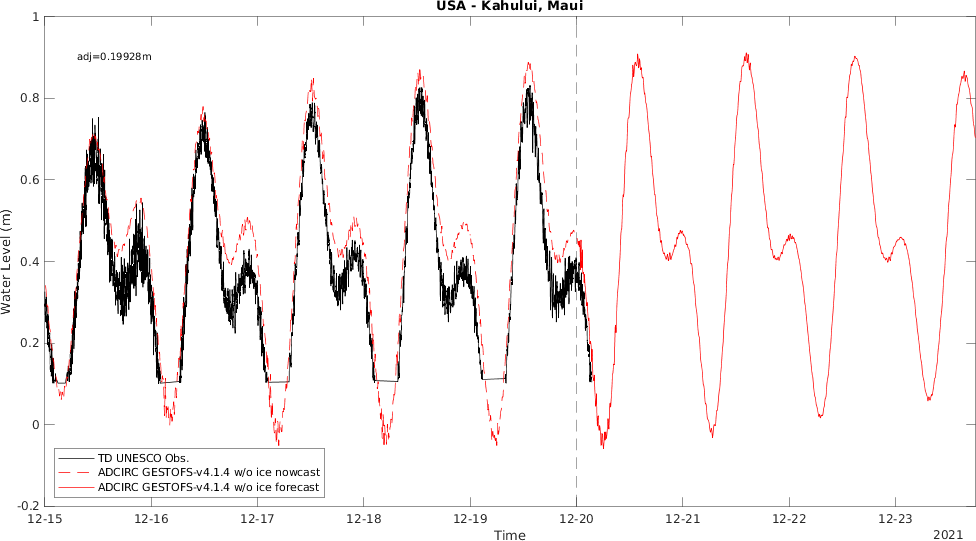 USA - Kahului, Maui
adj=0.19928m
1
0.8
0.6
0.4
0.2
0
-0.2
Water Level (m)
TD UNESCO Obs.
ADCIRC GESTOFS-v4.1.4 w/o ice nowcast
ADCIRC GESTOFS-v4.1.4 w/o ice forecast
12-15 12-16 12-17 12-18 12-19 12-20 12-21 12-22 12-23
Time
2021